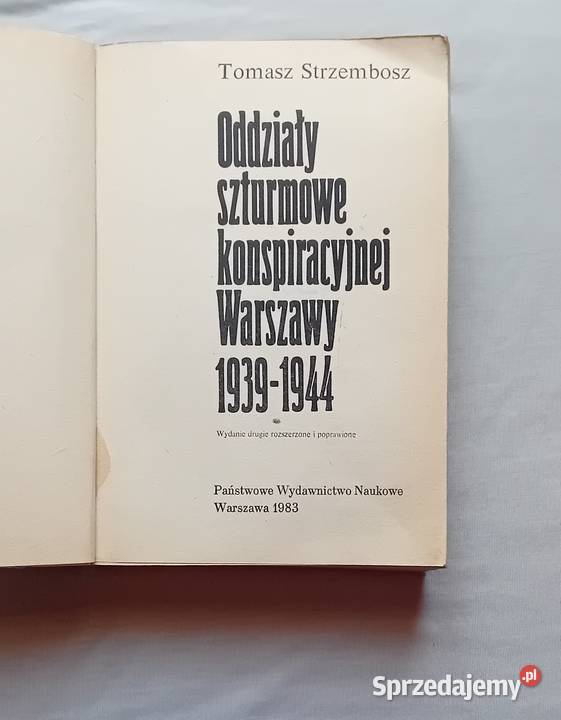 Tomasz Strzembosz
Oddziały
szturmowe
konspiracyjnej
Warszawy
1939-1944
Wydanie drugie rozszerzone i poprawione
Państwowe Wydawnictwo Naukowe
Warszawa 1983
Sprzedajemy.pl